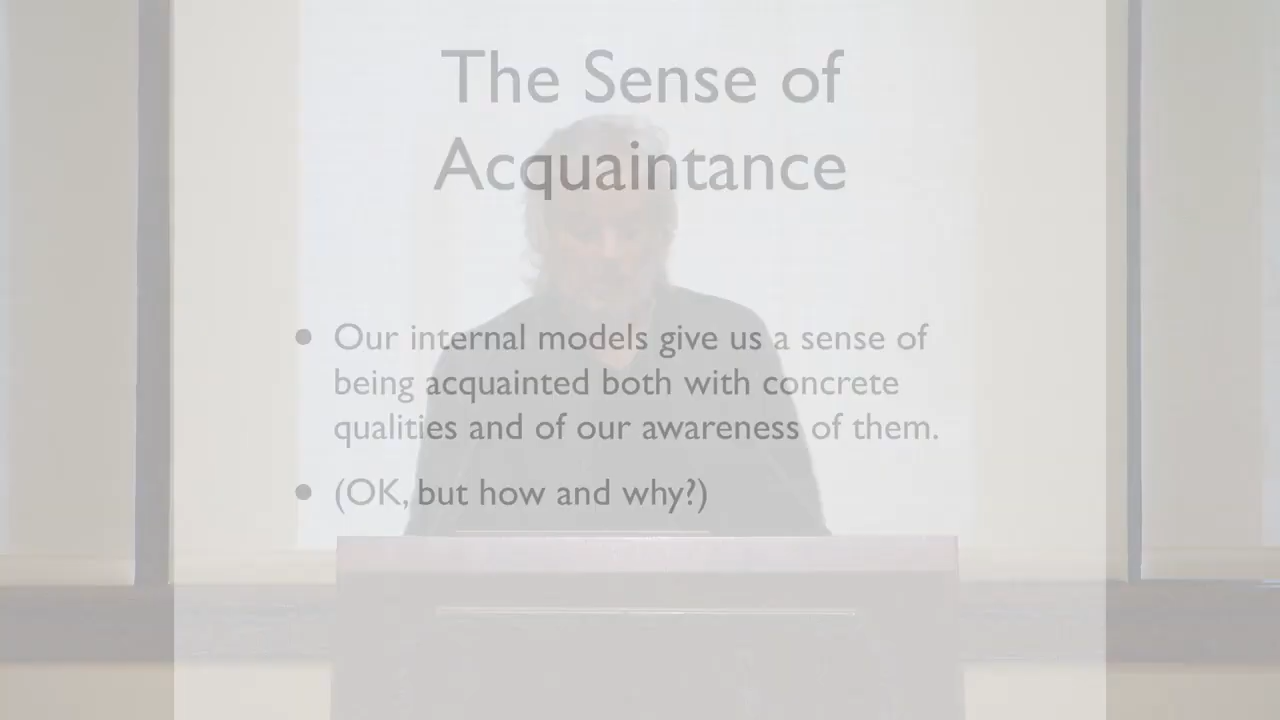 The Sense of
Acquaintance
• Our internal models give us a sense of
being acquainted both with concrete
qualities and of our awareness of them.
• (OK, but how and why?)